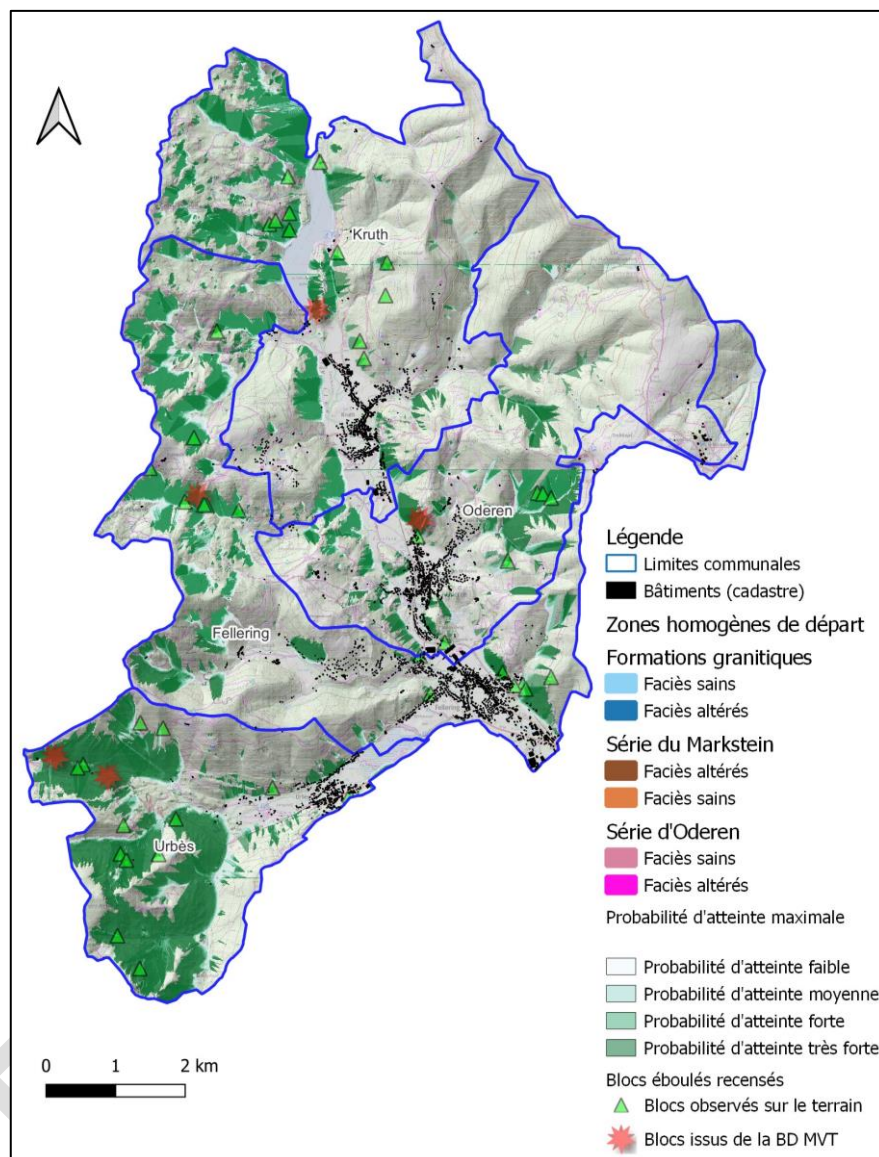 Kruth
Oderen
Fellering
Fellering
Urbès
Légende
Limites communales
Bâtiments (cadastre)
Zones homogènes de départ
Formations granitiques
Faciès sains
Faciès altérés
Série du Markstein
Faciès altérés
Faciès sains
Série d'Oderen
Faciès sains
Faciès altérés
Probabilité d'atteinte maximale
Probabilité d'atteinte faible
Probabilité d'atteinte moyenne
Probabilité d'atteinte forte
Probabilité d'atteinte très forte
Blocs éboulés recensés
Blocs observés sur le terrain
Blocs issus de la BD MVT
0 1 2 km